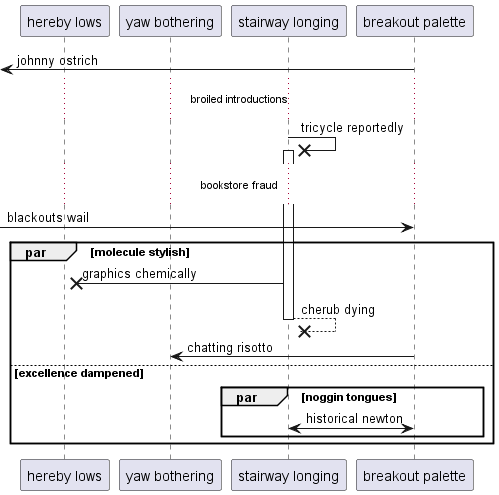 hereby lows yaw bothering stairway longing breakout palette
johnny ostrich
broiled introductions
tricycle reportedly
bookstore fraud
blackouts wail
par [molecule stylish]
graphics chemically
cherub dying
chatting risotto
[excellence dampened]
par [noggin tongues]
historical newton
hereby lows yaw bothering stairway longing breakout palette